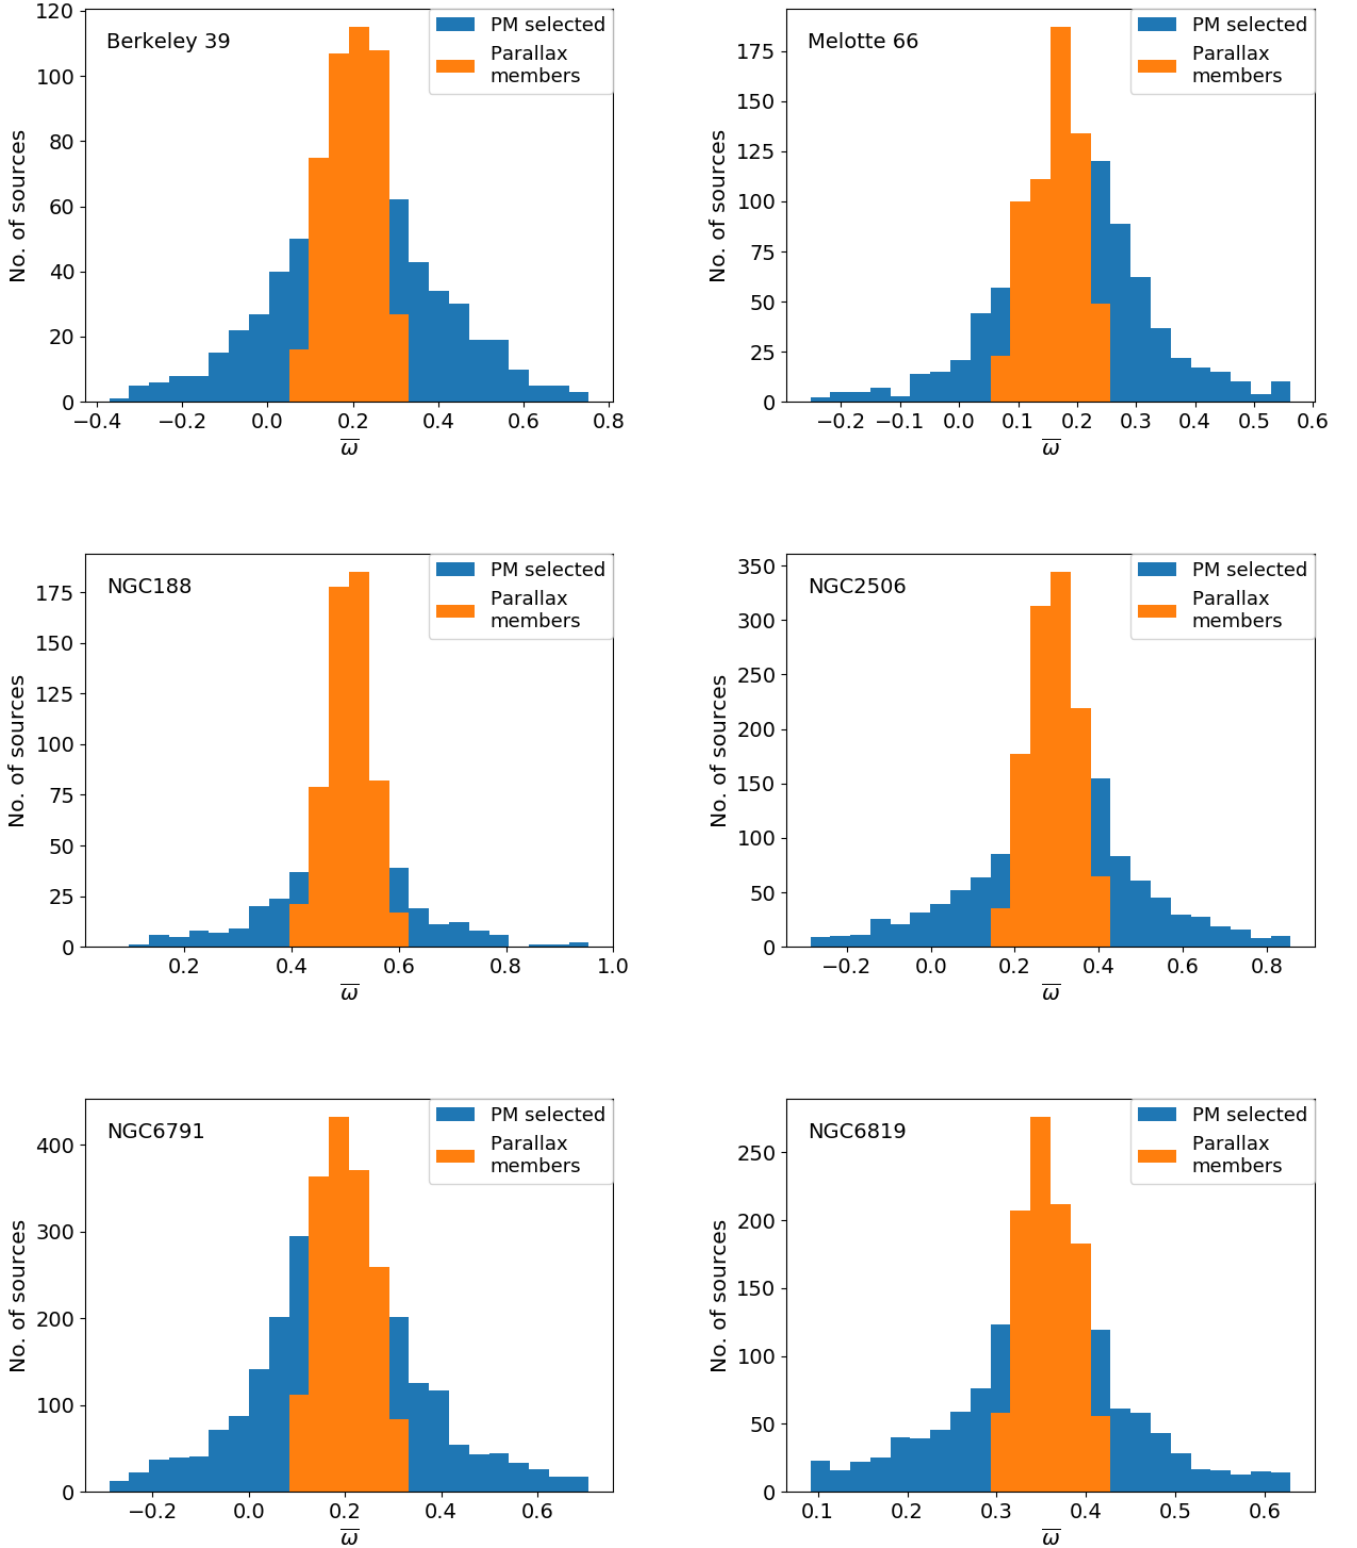 Berkeley 39
PM selected
Parallax
members
No. of sources
120
100
80
60
40
20
0
−0.4 −0.2 0.0 0.2 0.4 0.6 0.8
ϖ
Melotte 66
PM selected
Parallax
members
No. of sources
175
150
125
100
75
50
25
0
−0.2 −0.1 0.0 0.1 0.2 0.3 0.4 0.5 0.6
ϖ
NGC188
PM selected
Parallax
members
No. of sources
175
150
125
100
75
50
25
0
0.2 0.4 0.6 0.8 1.0
ϖ
NGC2506
PM selected
Parallax
members
No. of sources
350
300
250
200
150
100
50
0
−0.2 0.0 0.2 0.4 0.6 0.8
ϖ
NGC6791
PM selected
Parallax
members
No. of sources
400
300
200
100
0
−0.2 0.0 0.2 0.4 0.6
ϖ
NGC6819
PM selected
Parallax
members
No. of sources
250
200
150
100
50
0
0.1 0.2 0.3 0.4 0.5 0.6
ϖ